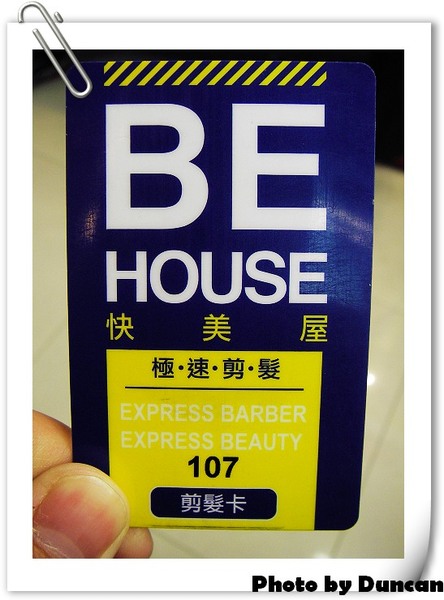 BE
HOUSE
快美屋
極·速·剪·髮
EXPRESS BARBER
EXPRESS BEAUTY
107
剪髮卡
Photo by Duncan